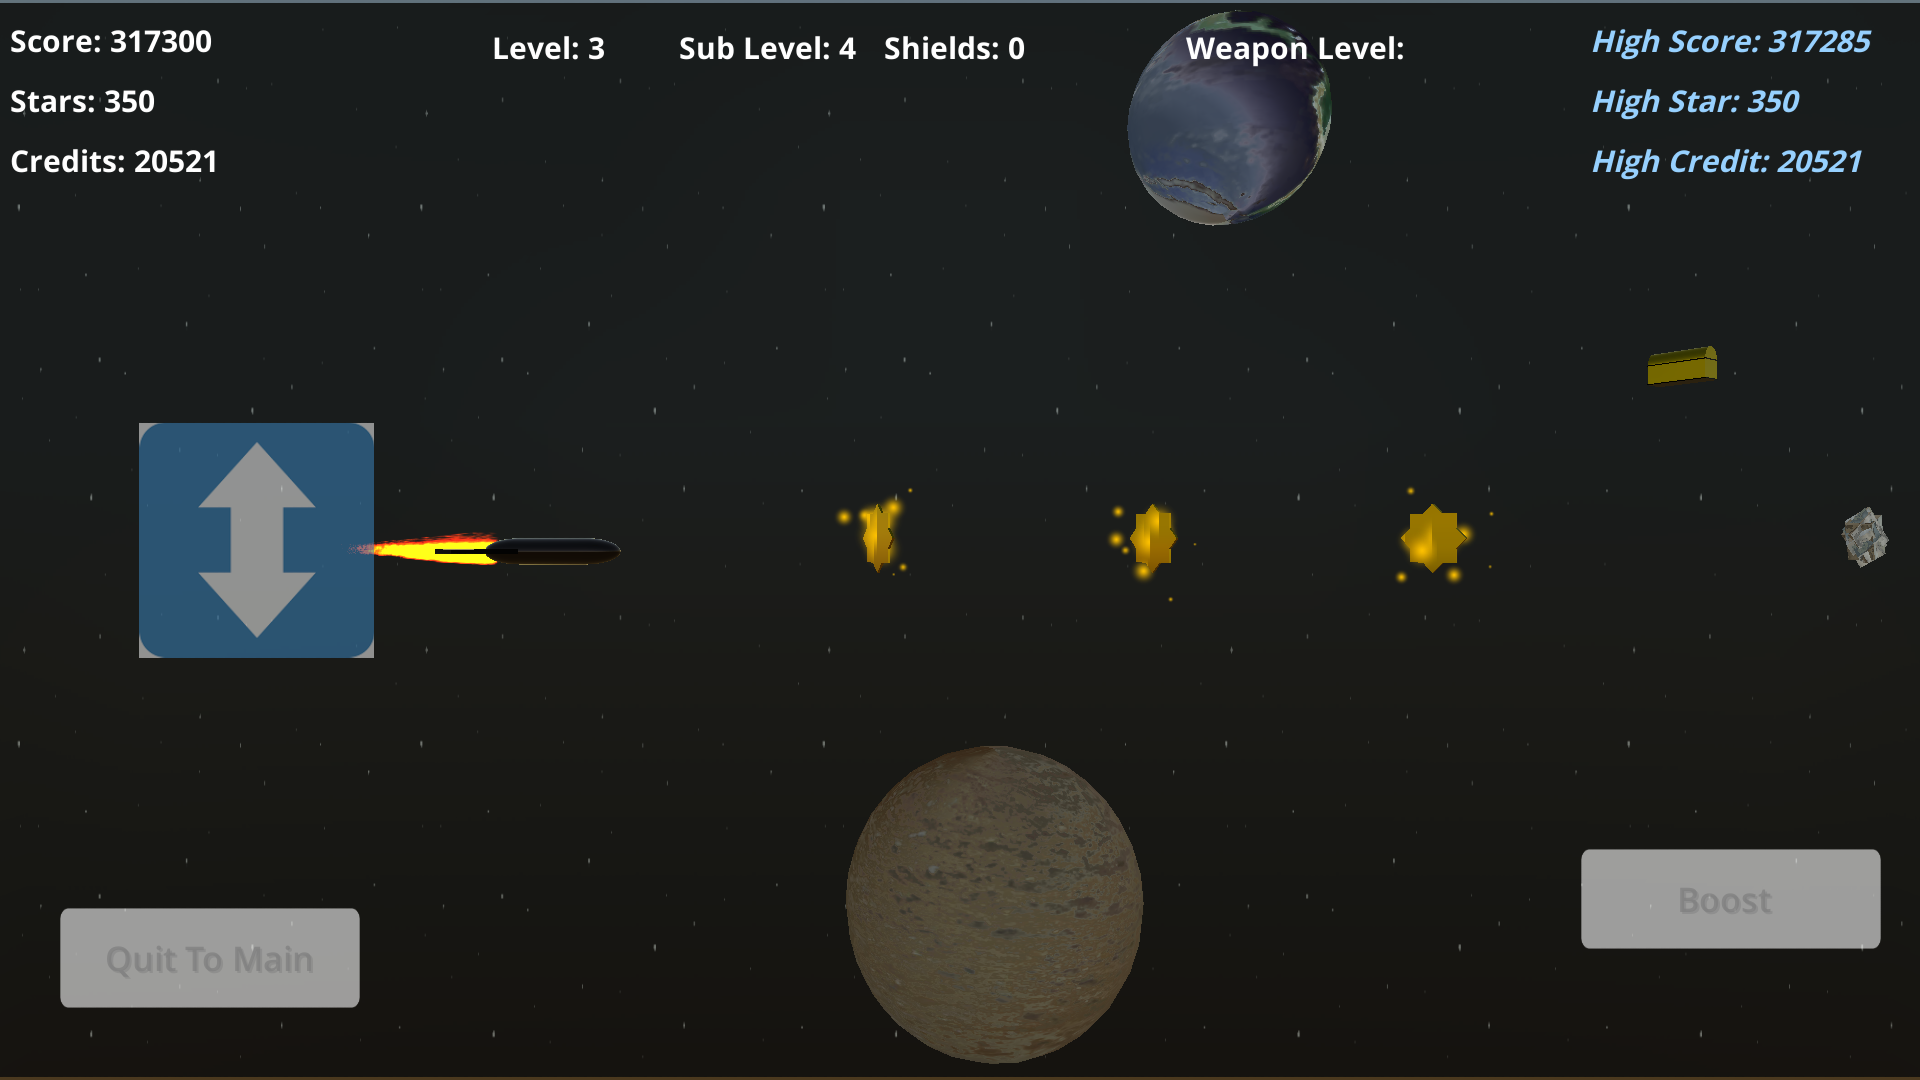 Score: 317300
Level: 3
Sub Level: 4
Shields: 0
Weapon Level:
High Score: 317285
Stars: 350
High Star: 350
Credits: 20521
High Credit: 20521
Boost
Quit To Main